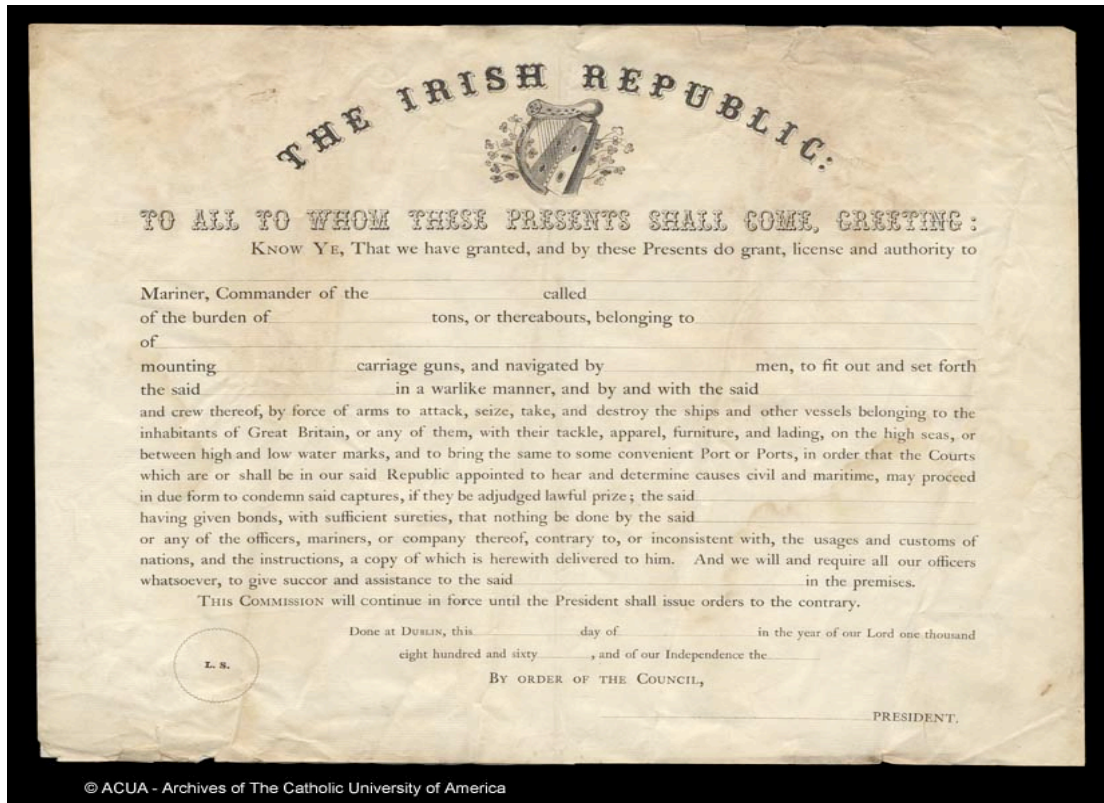 THE IRISH REPUBLIC:
TO ALL TO WHOM THESE PRESENTS SHALL COME, GREETING:
KNOW YE, That we have granted, and by these Presents do grant, license and authority to
Mariner, Commander of the called
of the burden of tons, or thereabouts, belonging to
of
mounting carriage guns, and navigated by men, to fit out and set forth
the said in a warlike manner, and by and with the said
and crew thereof, by force of arms to attack, seize, take, and destroy the ships and other vessels belonging to the
inhabitants of Great Britain, or any of them, with their tackle, apparel, furniture, and lading, on the high seas, or
between high and low water marks, and to bring the same to some convenient Port or Ports, in order that the Courts
which are or shall be in our said Republic appointed to hear and determine causes civil and maritime, may proceed
in due form to condemn said captures, if they be adjudged lawful prize; the said
having given bonds, with sufficient sureties, that nothing be done by the said
or any of the officers, mariners, or company thereof, contrary to, or inconsistent with, the usages and customs of
nations, and the instructions, a copy of which is herewith delivered to him. And we will and require all our officers
whatsoever, to give succor and assistance to the said in the premises.
THIS COMMISSION will continue in force until the President shall issue orders to the contrary.
Done at DUBLIN, this day of in the year of our Lord one thousand
eight hundred and sixty , and of our Independence the
L. S.
BY ORDER OF THE COUNCIL,
PRESIDENT.
© ACUA - Archives of The Catholic University of America